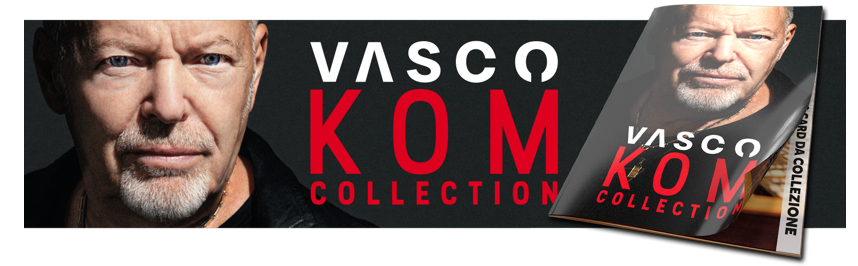 VASCO
KOM
COLLECTION
VASCO
KOM
COLLECTION
CARD DA COLLEZIONE